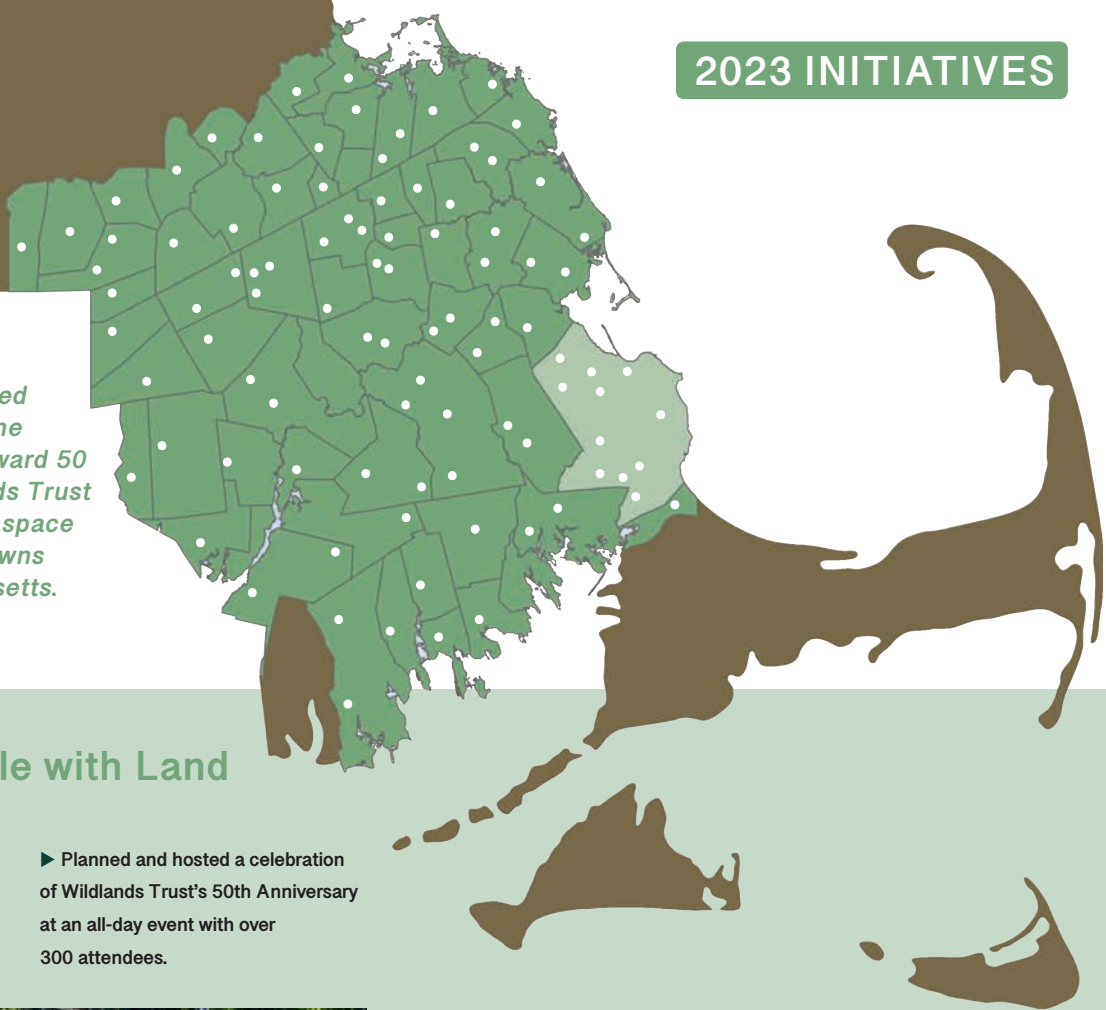 2023 INITIATIVES
ed
ne
ward 50
ds Trust
space
wns
setts.
le with Land
▶ Planned and hosted a celebration
of Wildlands Trust’s 50th Anniversary
at an all-day event with over
300 attendees.